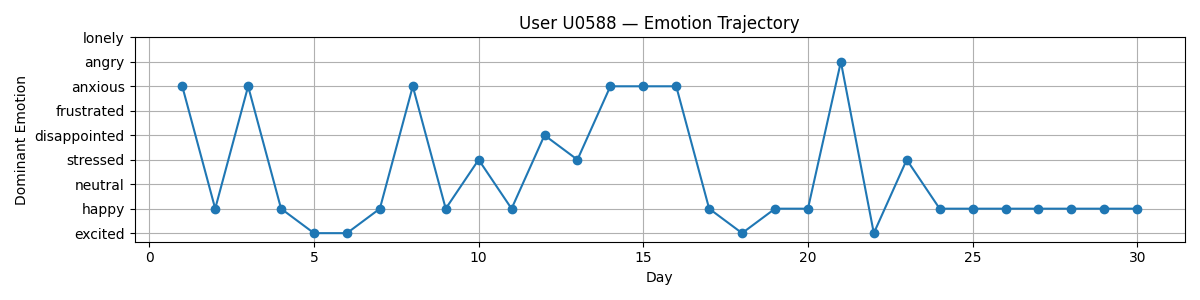 User U0588 — Emotion Trajectory
lonely
angry
anxious
frustrated
disappointed
stressed
neutral
happy
excited
Dominant Emotion
0 5 10 15 20 25 30
Day